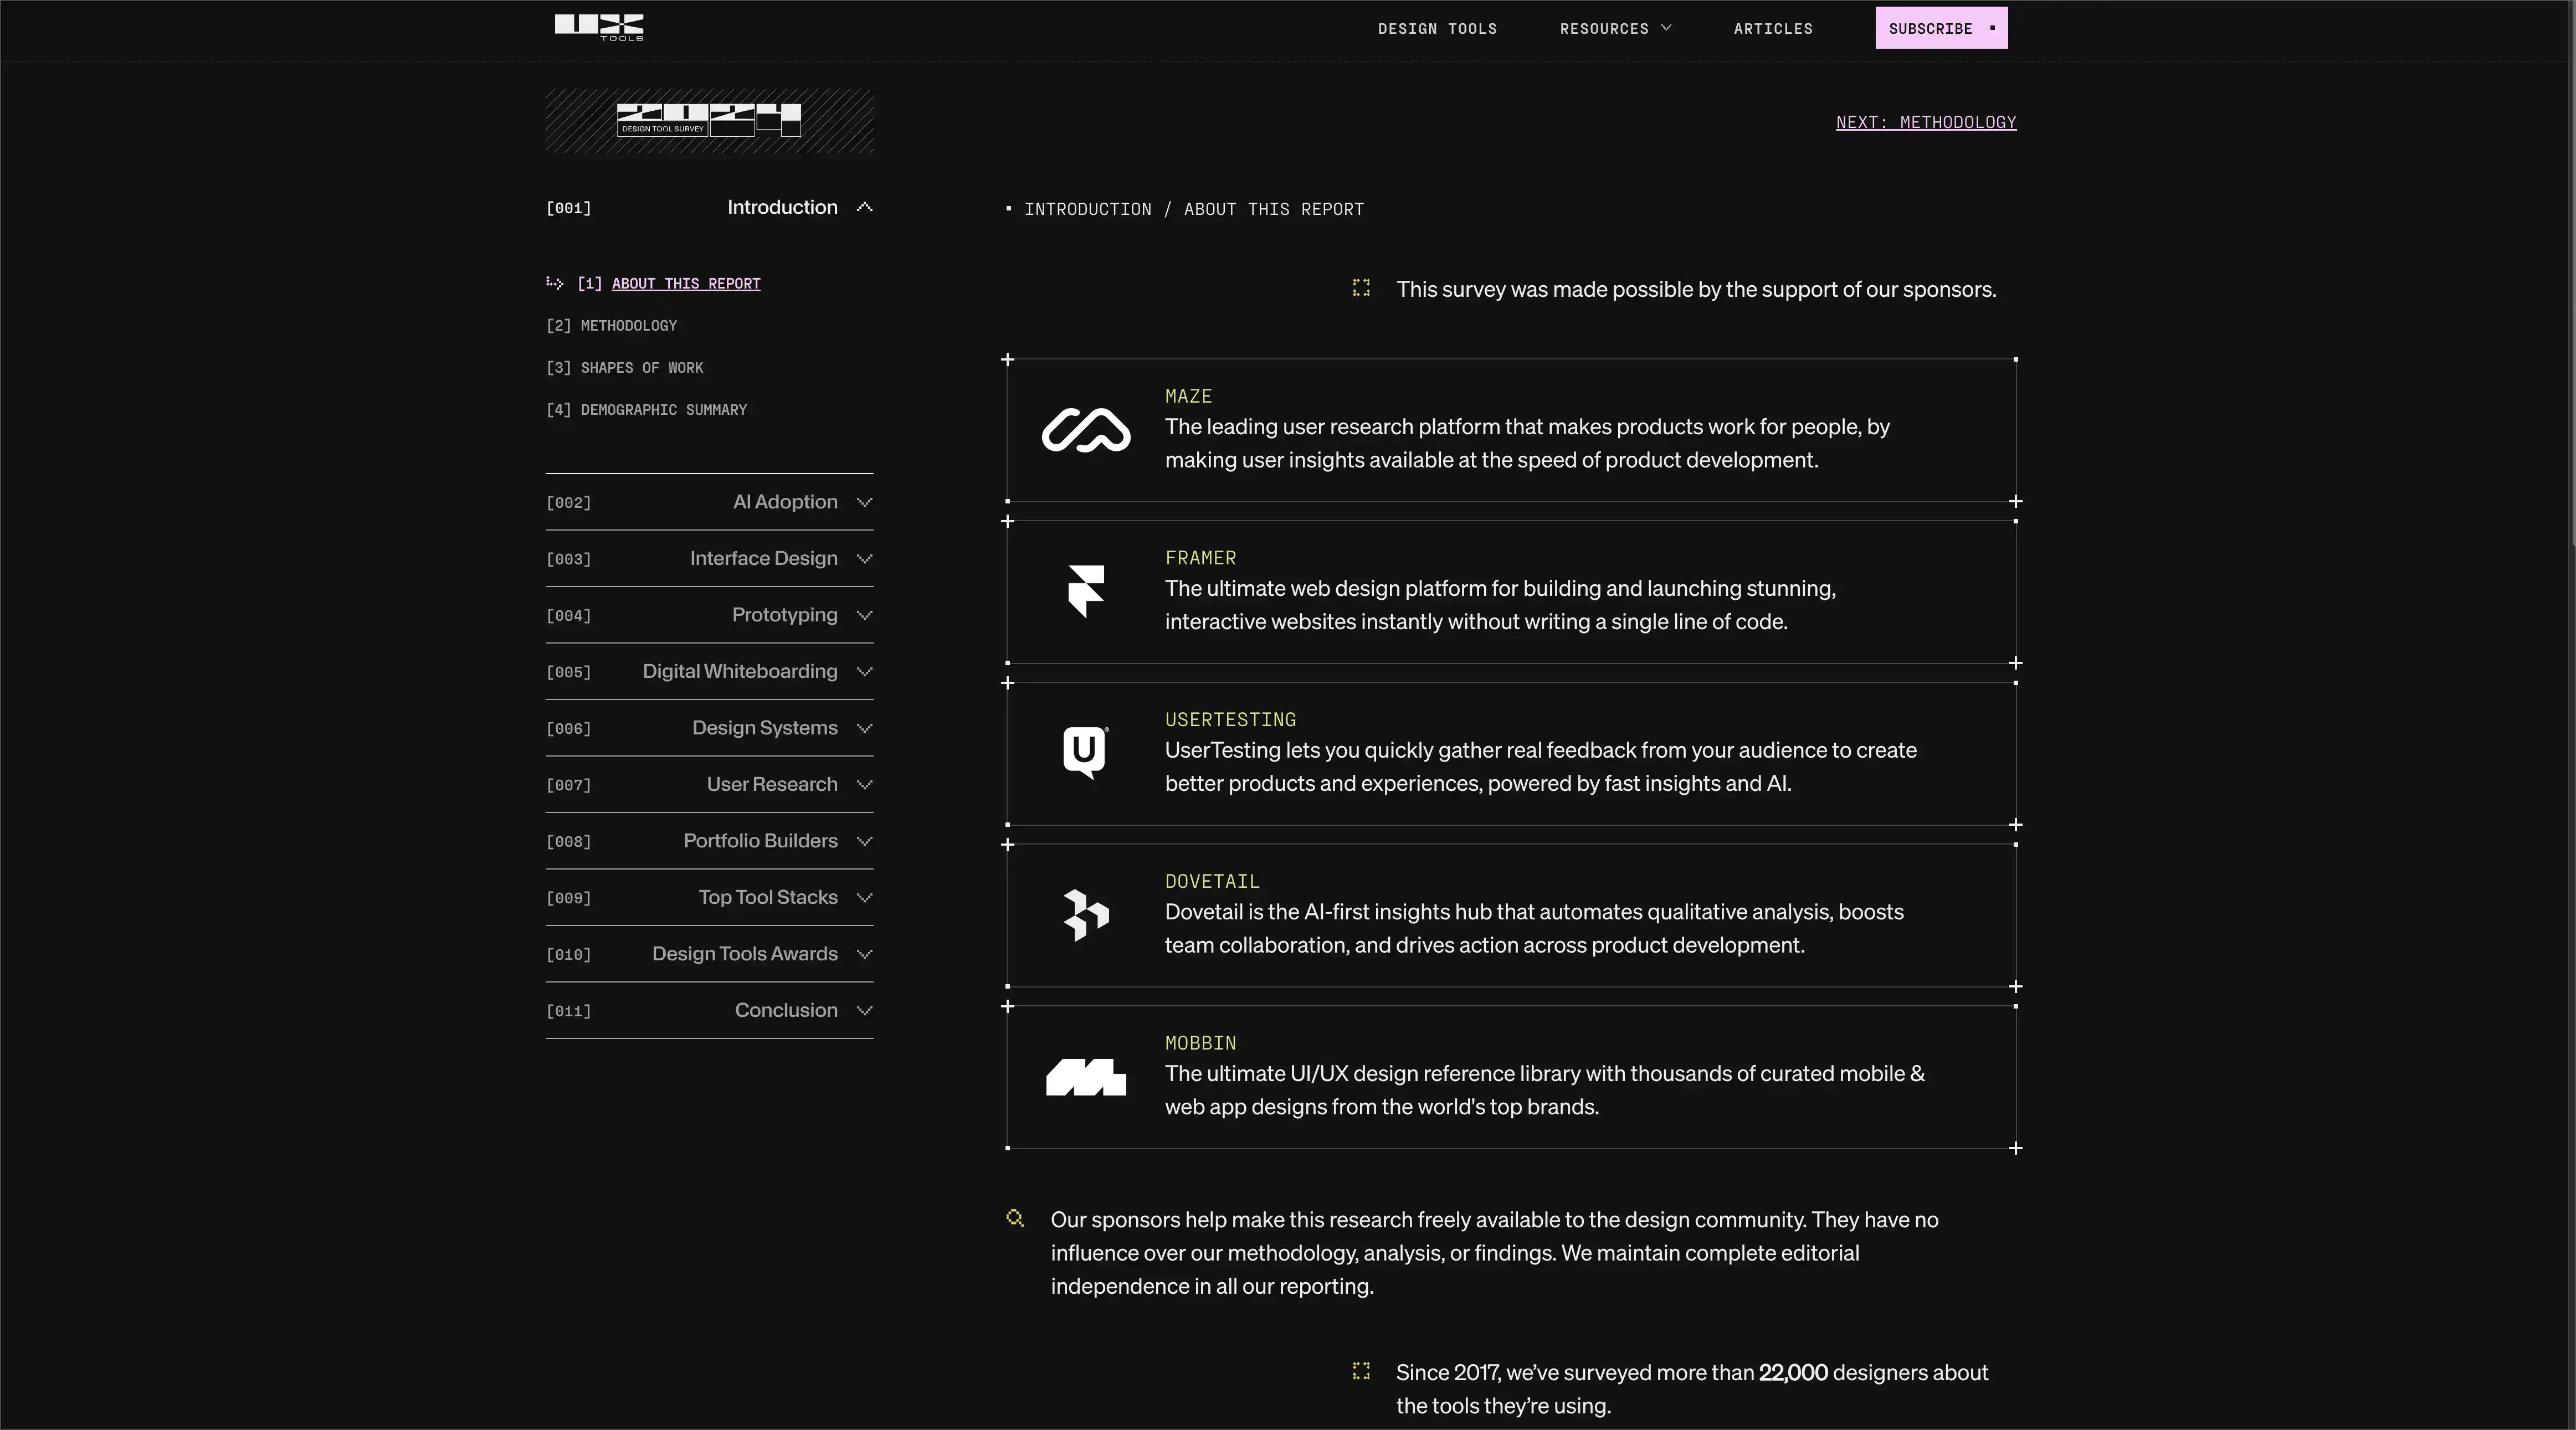 UX
TOOLS
DESIGN TOOLS
RESOURCES
ARTICLES
SUBSCRIBE
2024
DESIGN TOOL SURVEY
NEXT: METHODOLOGY
[001] Introduction
[1] ABOUT THIS REPORT
[2] METHODOLOGY
[3] SHAPES OF WORK
[4] DEMOGRAPHIC SUMMARY
[002] AI Adoption
[003] Interface Design
[004] Prototyping
[005] Digital Whiteboarding
[006] Design Systems
[007] User Research
[008] Portfolio Builders
[009] Top Tool Stacks
[010] Design Tools Awards
[011] Conclusion
INTRODUCTION / ABOUT THIS REPORT
This survey was made possible by the support of our sponsors.
MAZE
The leading user research platform that makes products work for people, by
making user insights available at the speed of product development.
FRAMER
The ultimate web design platform for building and launching stunning,
interactive websites instantly without writing a single line of code.
U®
USERTESTING
UserTesting lets you quickly gather real feedback from your audience to create
better products and experiences, powered by fast insights and AI.
DOVETAIL
Dovetail is the AI-first insights hub that automates qualitative analysis, boosts
team collaboration, and drives action across product development.
MOBBIN
The ultimate UI/UX design reference library with thousands of curated mobile &
web app designs from the world's top brands.
Our sponsors help make this research freely available to the design community. They have no
influence over our methodology, analysis, or findings. We maintain complete editorial
independence in all our reporting.
Since 2017, we’ve surveyed more than 22,000 designers about
the tools they’re using.